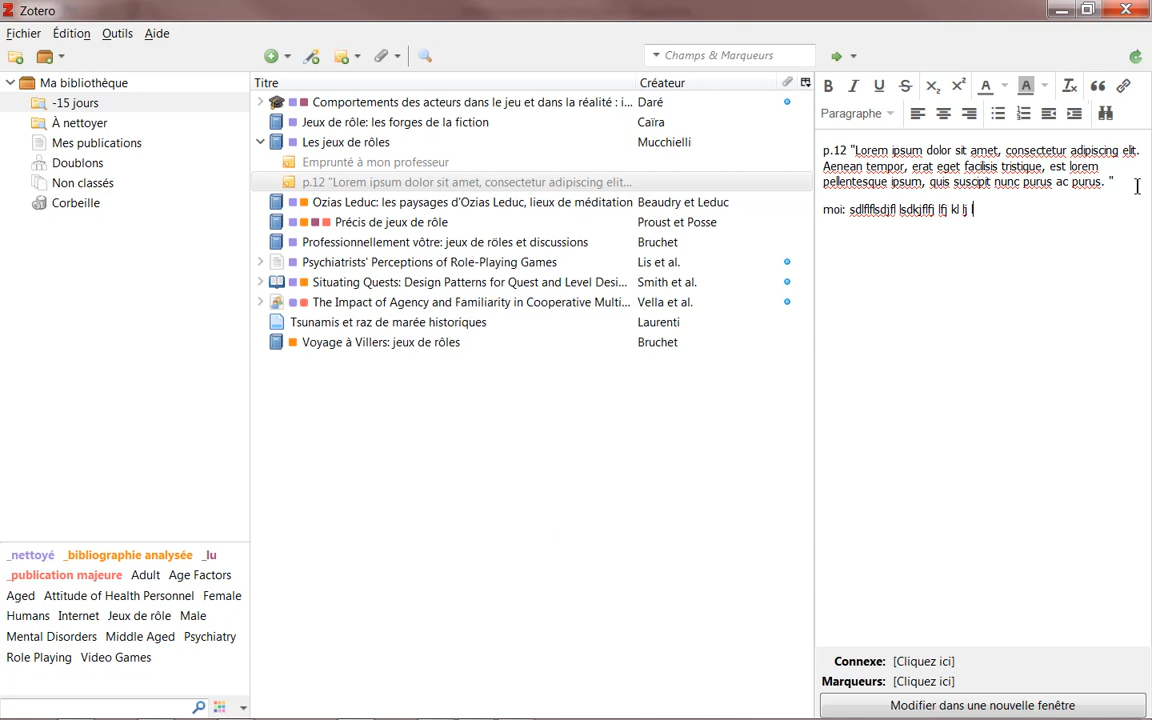 Zotero
Fichier Édition Outils Aide
Champs & Marqueurs
Ma bibliothèque
-15 jours
À nettoyer
Mes publications
Doublons
Non classés
Corbeille
Titre Créateur
Comportements des acteurs dans le jeu et dans la réalité : i... Daré
Jeux de rôle: les forges de la fiction Caïra
Les jeux de rôles Mucchielli
Emprunté à mon professeur
p.12 "Lorem ipsum dolor sit amet, consectetur adipiscing elit...
Ozias Leduc: les paysages d'Ozias Leduc, lieux de méditation Beaudry et Leduc
Précis de jeux de rôle Proust et Posse
Professionnellement vôtre: jeux de röles et discussions Bruchet
Psychiatrists' Perceptions of Role-Playing Games Lis et al.
Situating Quests: Design Patterns for Quest and Level Desi... Smith et al.
The Impact of Agency and Familiarity in Cooperative Multi... Vella et al.
Tsunamis et raz de marée historiques Laurenti
Voyage à Villers: jeux de rôles Bruchet
Paragraphe
p.12 "Lorem ipsum dolor sit amet, consectetur adipiscing elit.
Aenean tempor, erat eget facilisis tristique, est lorem
pellentesque ipsum, quis suscipit nunc purus ac purus. "
moi: sdlflflsdjfl lsdkjflfj lfj kl lj l
_nettoyé _bibliographie analysée _lu
_publication majeure Adult Age Factors
Aged Attitude of Health Personnel Female
Humans Internet Jeux de rôle Male
Mental Disorders Middle Aged Psychiatry
Role Playing Video Games
Connexe: [Cliquez ici]
Marqueurs: [Cliquez ici]
Modifier dans une nouvelle fenêtre